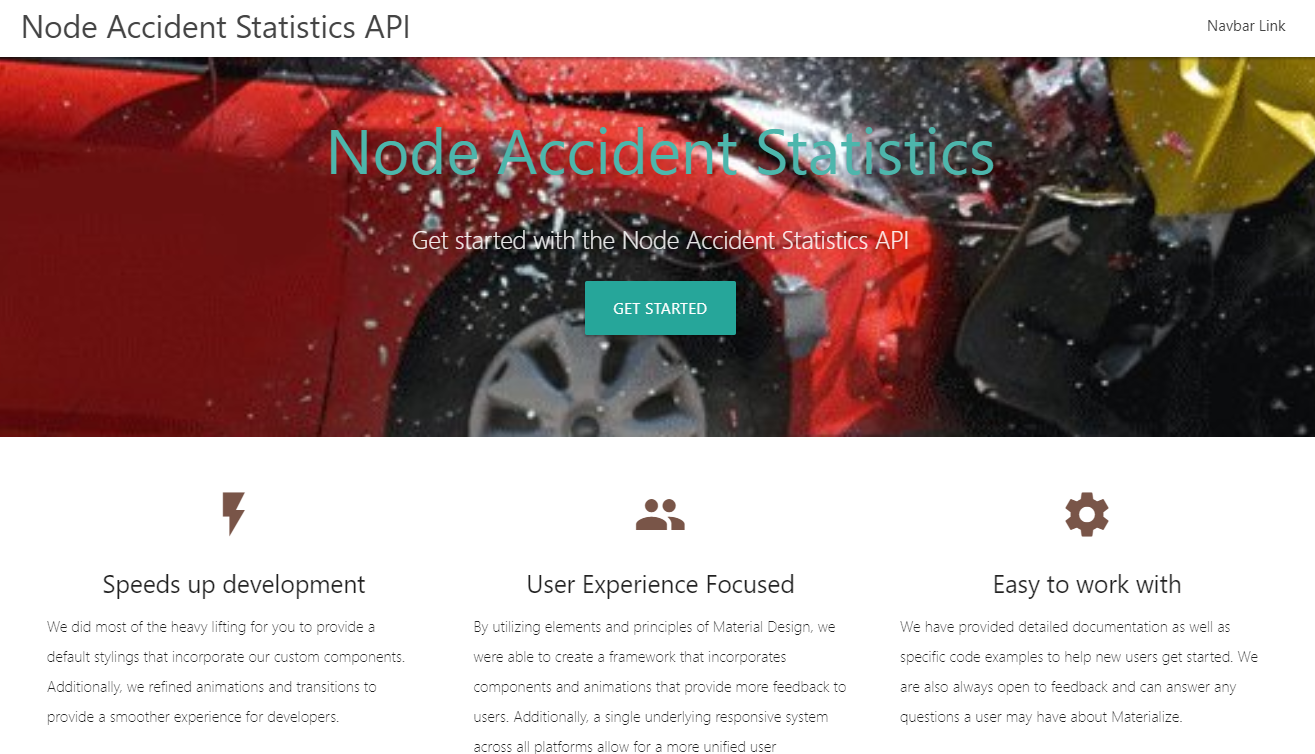 Node Accident Statistics API
Navbar Link
Node Accident Statistics
Get started with the Node Accident Statistics API
GET STARTED
Speeds up development
We did most of the heavy lifting for you to provide a
default stylings that incorporate our custom components.
Additionally, we refined animations and transitions to
provide a smoother experience for developers.
User Experience Focused
By utilizing elements and principles of Material Design, we
were able to create a framework that incorporates
components and animations that provide more feedback to
users. Additionally, a single underlying responsive system
across all platforms allow for a more unified user
Easy to work with
We have provided detailed documentation as well as
specific code examples to help new users get started. We
are also always open to feedback and can answer any
questions a user may have about Materialize.